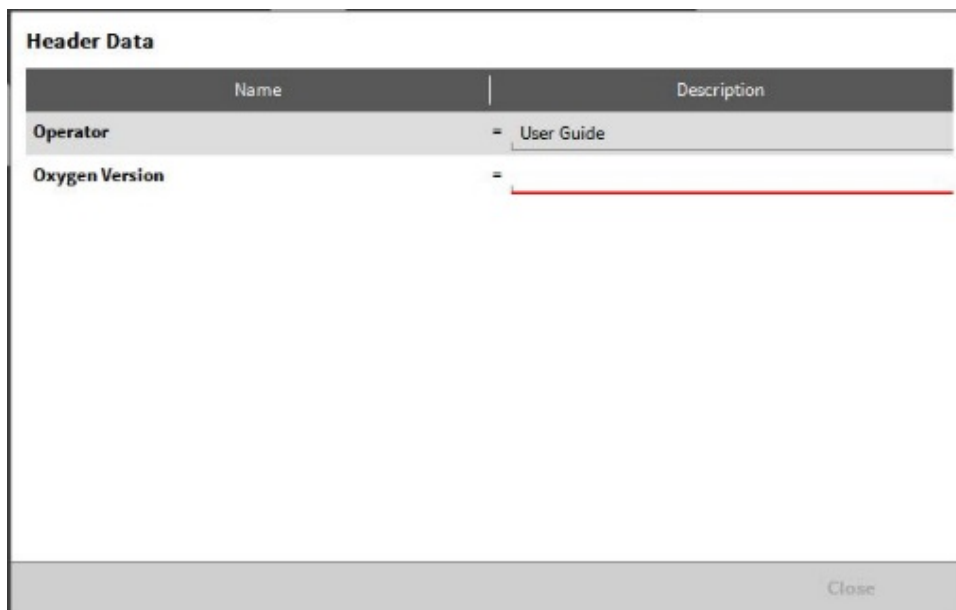 Header Data
Name Description
Operator = User Guide
Oxygen Version =
Close